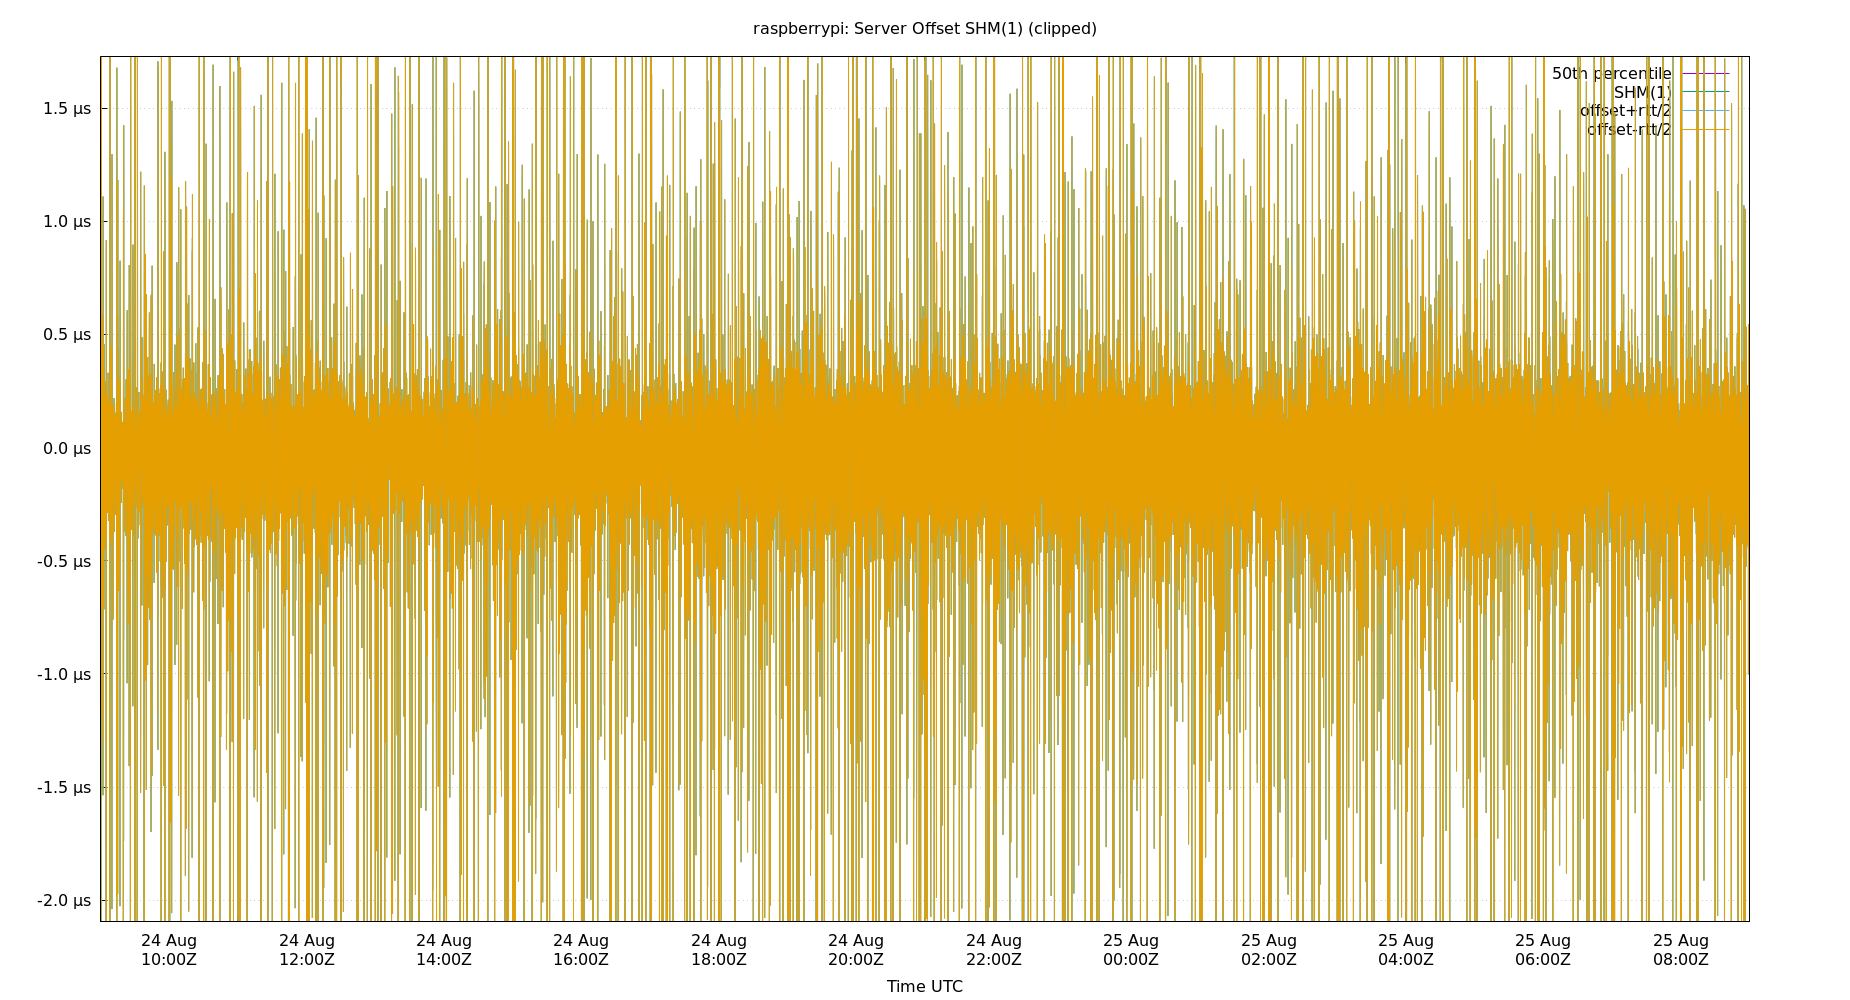 raspberrypi: Server Offset SHM(1) (clipped)
50th percentile
SHM(1)
offset+rtt/2
offset-rtt/2
1.5 µs
1.0 µs
0.5 µs
0.0 µs
-0.5 µs
-1.0 µs
-1.5 µs
-2.0 µs
24 Aug 24 Aug 24 Aug 24 Aug 24 Aug 24 Aug 24 Aug 25 Aug 25 Aug 25 Aug 25 Aug 25 Aug
10:00Z 12:00Z 14:00Z 16:00Z 18:00Z 20:00Z 22:00Z 00:00Z 02:00Z 04:00Z 06:00Z 08:00Z
Time UTC